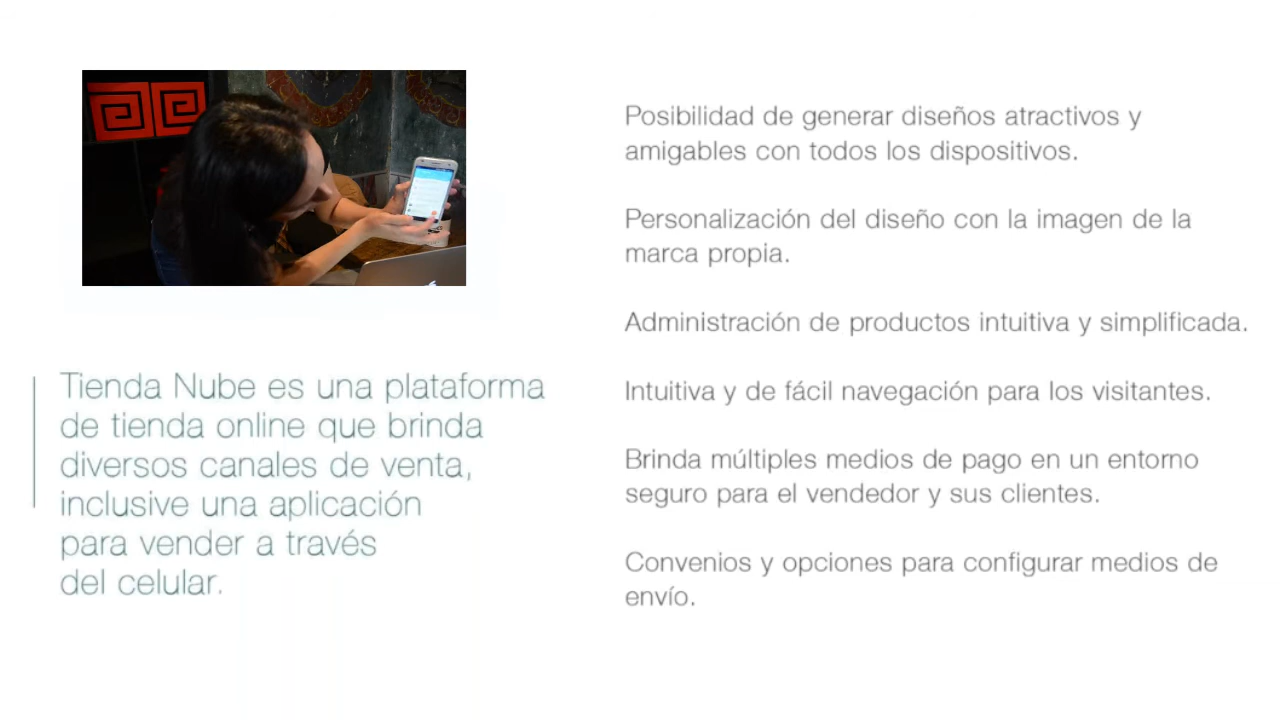 Tienda Nube es una plataforma
de tienda online que brinda
diversos canales de venta,
inclusive una aplicación
para vender a través
del celular.
Posibilidad de generar diseños atractivos y
amigables con todos los dispositivos.
Personalización del diseño con la imagen de la
marca propia.
Administración de productos intuitiva y simplificada.
Intuitiva y de fácil navegación para los visitantes.
Brinda múltiples medios de pago en un entorno
seguro para el vendedor y sus clientes.
Convenios y opciones para configurar medios de
envío.